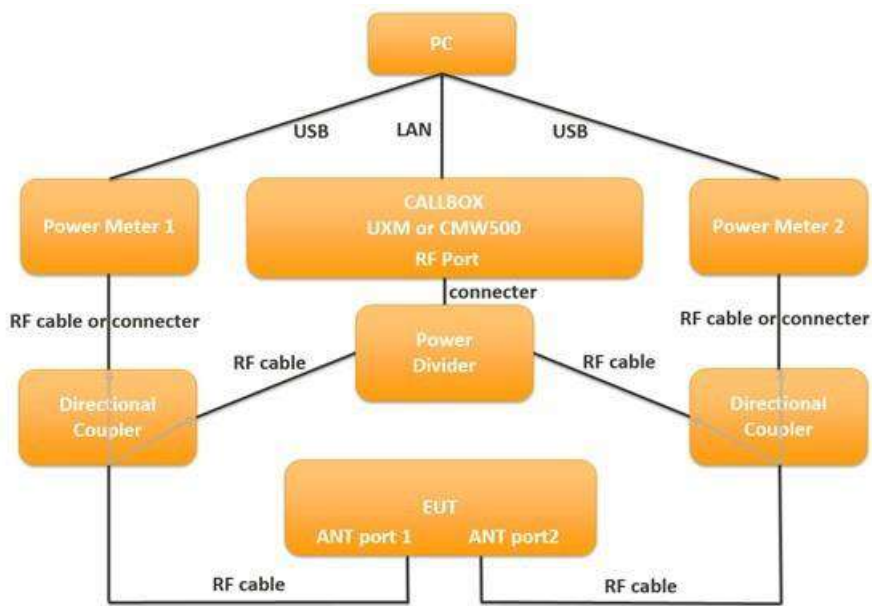 PC
USB
LAN
USB
Power Meter 1
CALLBOX
UXM or CMW500
RF Port
Power Meter 2
connecter
RF cable or connecter
RF cable or connecter
Power
Divider
RF cable
RF cable
Directional
Coupler
Directional
Coupler
EUT
ANT port 1
ANT port2
RF cable
RF cable